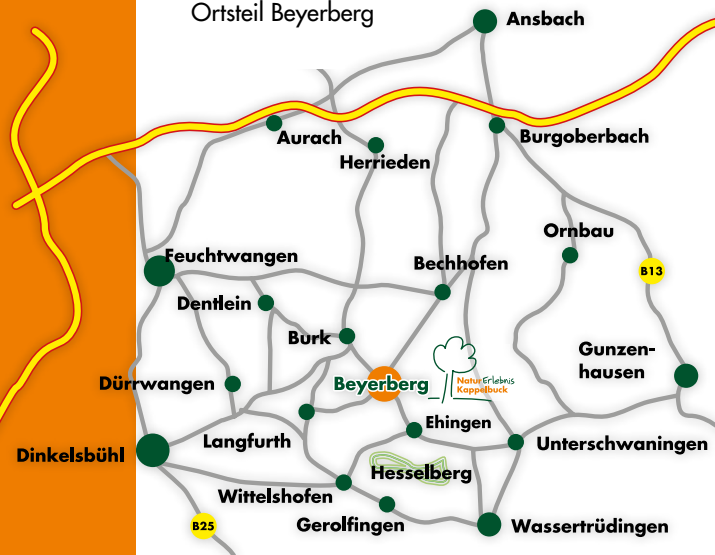 Ortsteil Beyerberg
Ansbach
Aurach
Burgoberbach
Herrieden
Ornbau
Feuchtwangen
Bechhofen
B13
Dentlein
Burk
Gunzen-
hausen
Dürrwangen
Beyerberg
Natur Erlebnis
Kappelbuck
Ehingen
Langfurth
Unterschwaningen
Dinkelsbühl
Hesselberg
Wittelshofen
Gerolfingen
B25
Wassertrüdingen